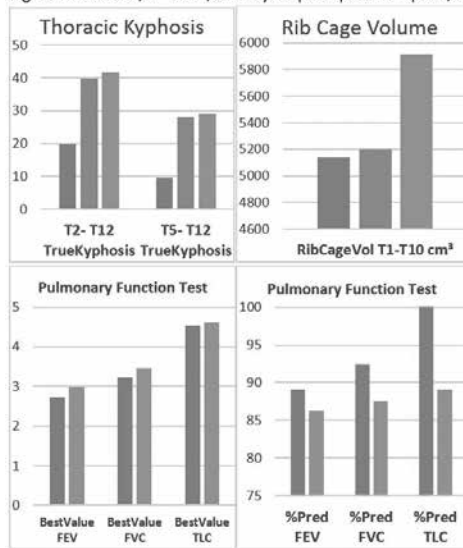 Thoracic Kyphosis
50
40
30
20
10
0
T2- T12
TrueKyphosis
T5- T12
TrueKyphosis
Rib Cage Volume
6000
5800
5600
5400
5200
5000
4800
4600
RibCageVol T1-T10 cm³
Pulmonary Function Test
5
4
3
2
1
0
BestValue
FEV
BestValue
FVC
BestValue
TLC
Pulmonary Function Test
100
95
90
85
80
75
%Pred
FEV
%Pred
FVC
%Pred
TLC